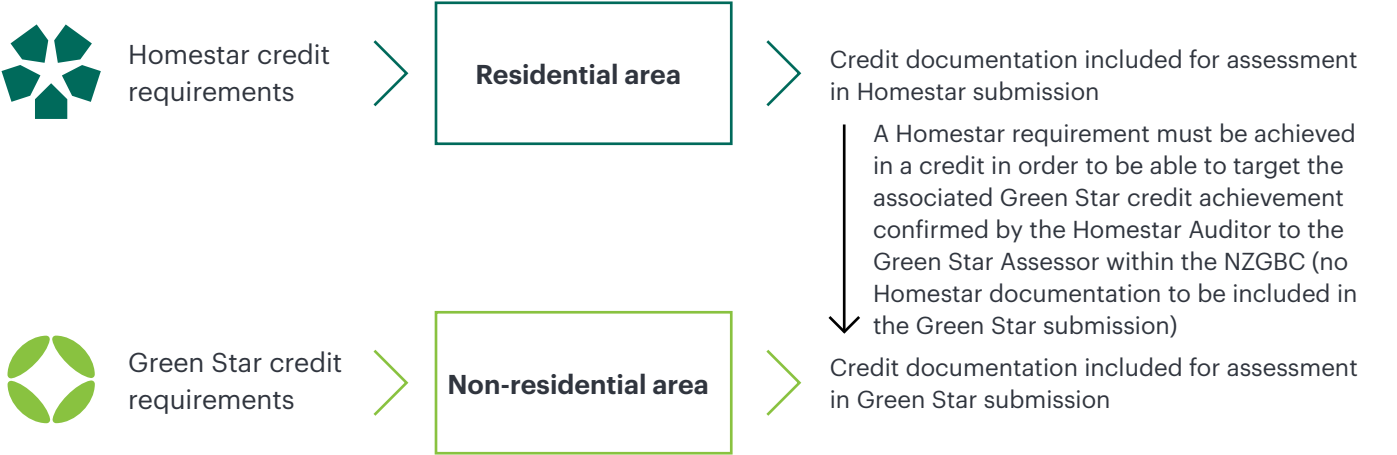 Homestar credit
requirements
Residential area
Credit documentation included for assessment
in Homestar submission
A Homestar requirement must be achieved
in a credit in order to be able to target the
associated Green Star credit achievement
confirmed by the Homestar Auditor to the
Green Star Assessor within the NZGBC (no
Homestar documentation to be included in
the Green Star submission)
Green Star credit
requirements
Non-residential area
Credit documentation included for assessment
in Green Star submission